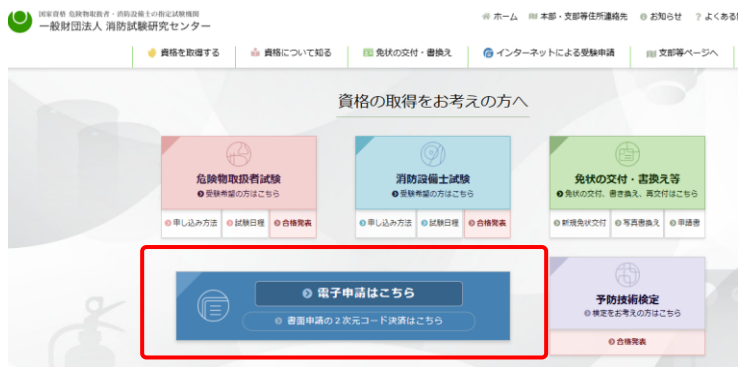 国家資格 危険物取扱者・消防設備士の指定試験機関
一般財団法人 消防試験研究センター
ホーム 本部・支部等住所連絡先 お知らせ ? よくある
資格を取得する 資格について知る 免状の交付・書換え インターネットによる受験申請 支部等ページへ
資格の取得をお考えの方へ
危険物取扱者試験
受験希望の方はこちら
申し込み方法 試験日程 合格発表
消防設備士試験
受験希望の方はこちら
申し込み方法 試験日程 合格発表
免状の交付・書換え等
免状の交付、書き換え、再交付はこちら
新規免状交付 写真書換え 申請書
電子申請はこちら
書面申請の2次元コード決済はこちら
予防技術検定
検定をお考えの方はこちら
合格発表